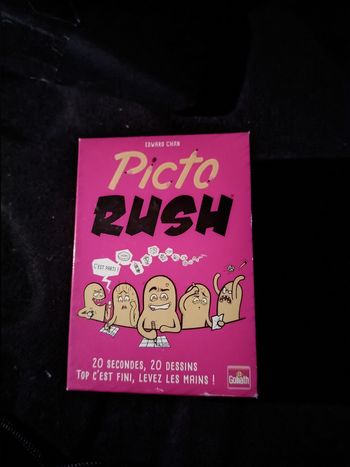 EDWARD CHAN
PICTO
RUSH
C'EST PARTI !
20 SECONDES, 20 DESSINS
TOP C'EST FINI, LEVEZ LES MAINS !
Goliath